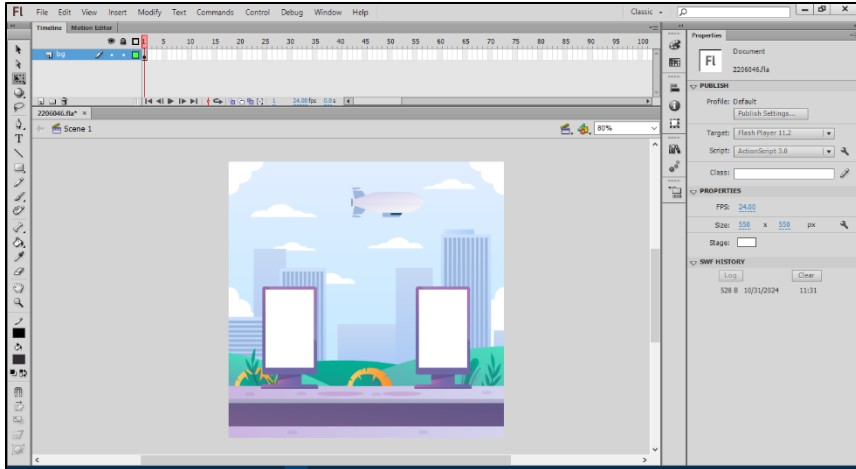 Fl File Edit View Insert Modify Text Commands Control Debug Window Help Classic
Timeline Motion Editor
1 5 10 15 20 25 30 35 40 45 50 55 60 65 70 75 80 85 90 95 100
bg
1 24.00 fps 0.0 s
2206046.fla* ×
Scene 1 80%
Properties
Fl Document
2206046.fla
PUBLISH
Profile: Default
Publish Settings...
Target: Flash Player 11.2
Script: ActionScript 3.0
Class:
PROPERTIES
FPS: 24.00
Size: 550 x 550 px
Stage:
SWF HISTORY
Log Clear
528 B 10/31/2024 11:31